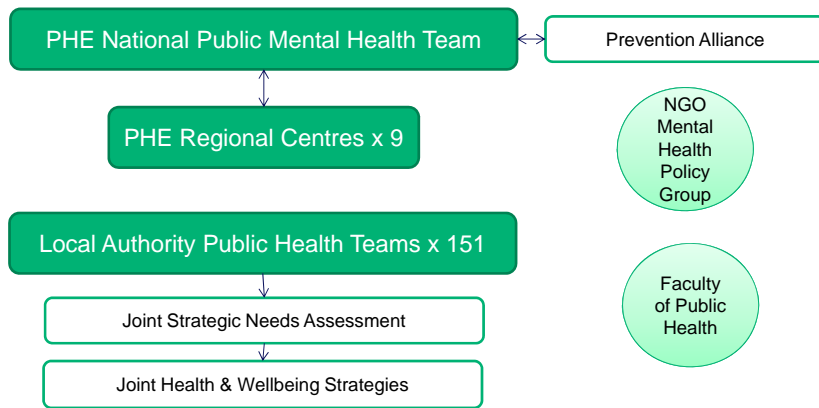 PHE National Public Mental Health Team
Prevention Alliance
PHE Regional Centres x 9
NGO
Mental
Health
Policy
Group
Local Authority Public Health Teams x 151
Joint Strategic Needs Assessment
Faculty
of Public
Health
Joint Health & Wellbeing Strategies